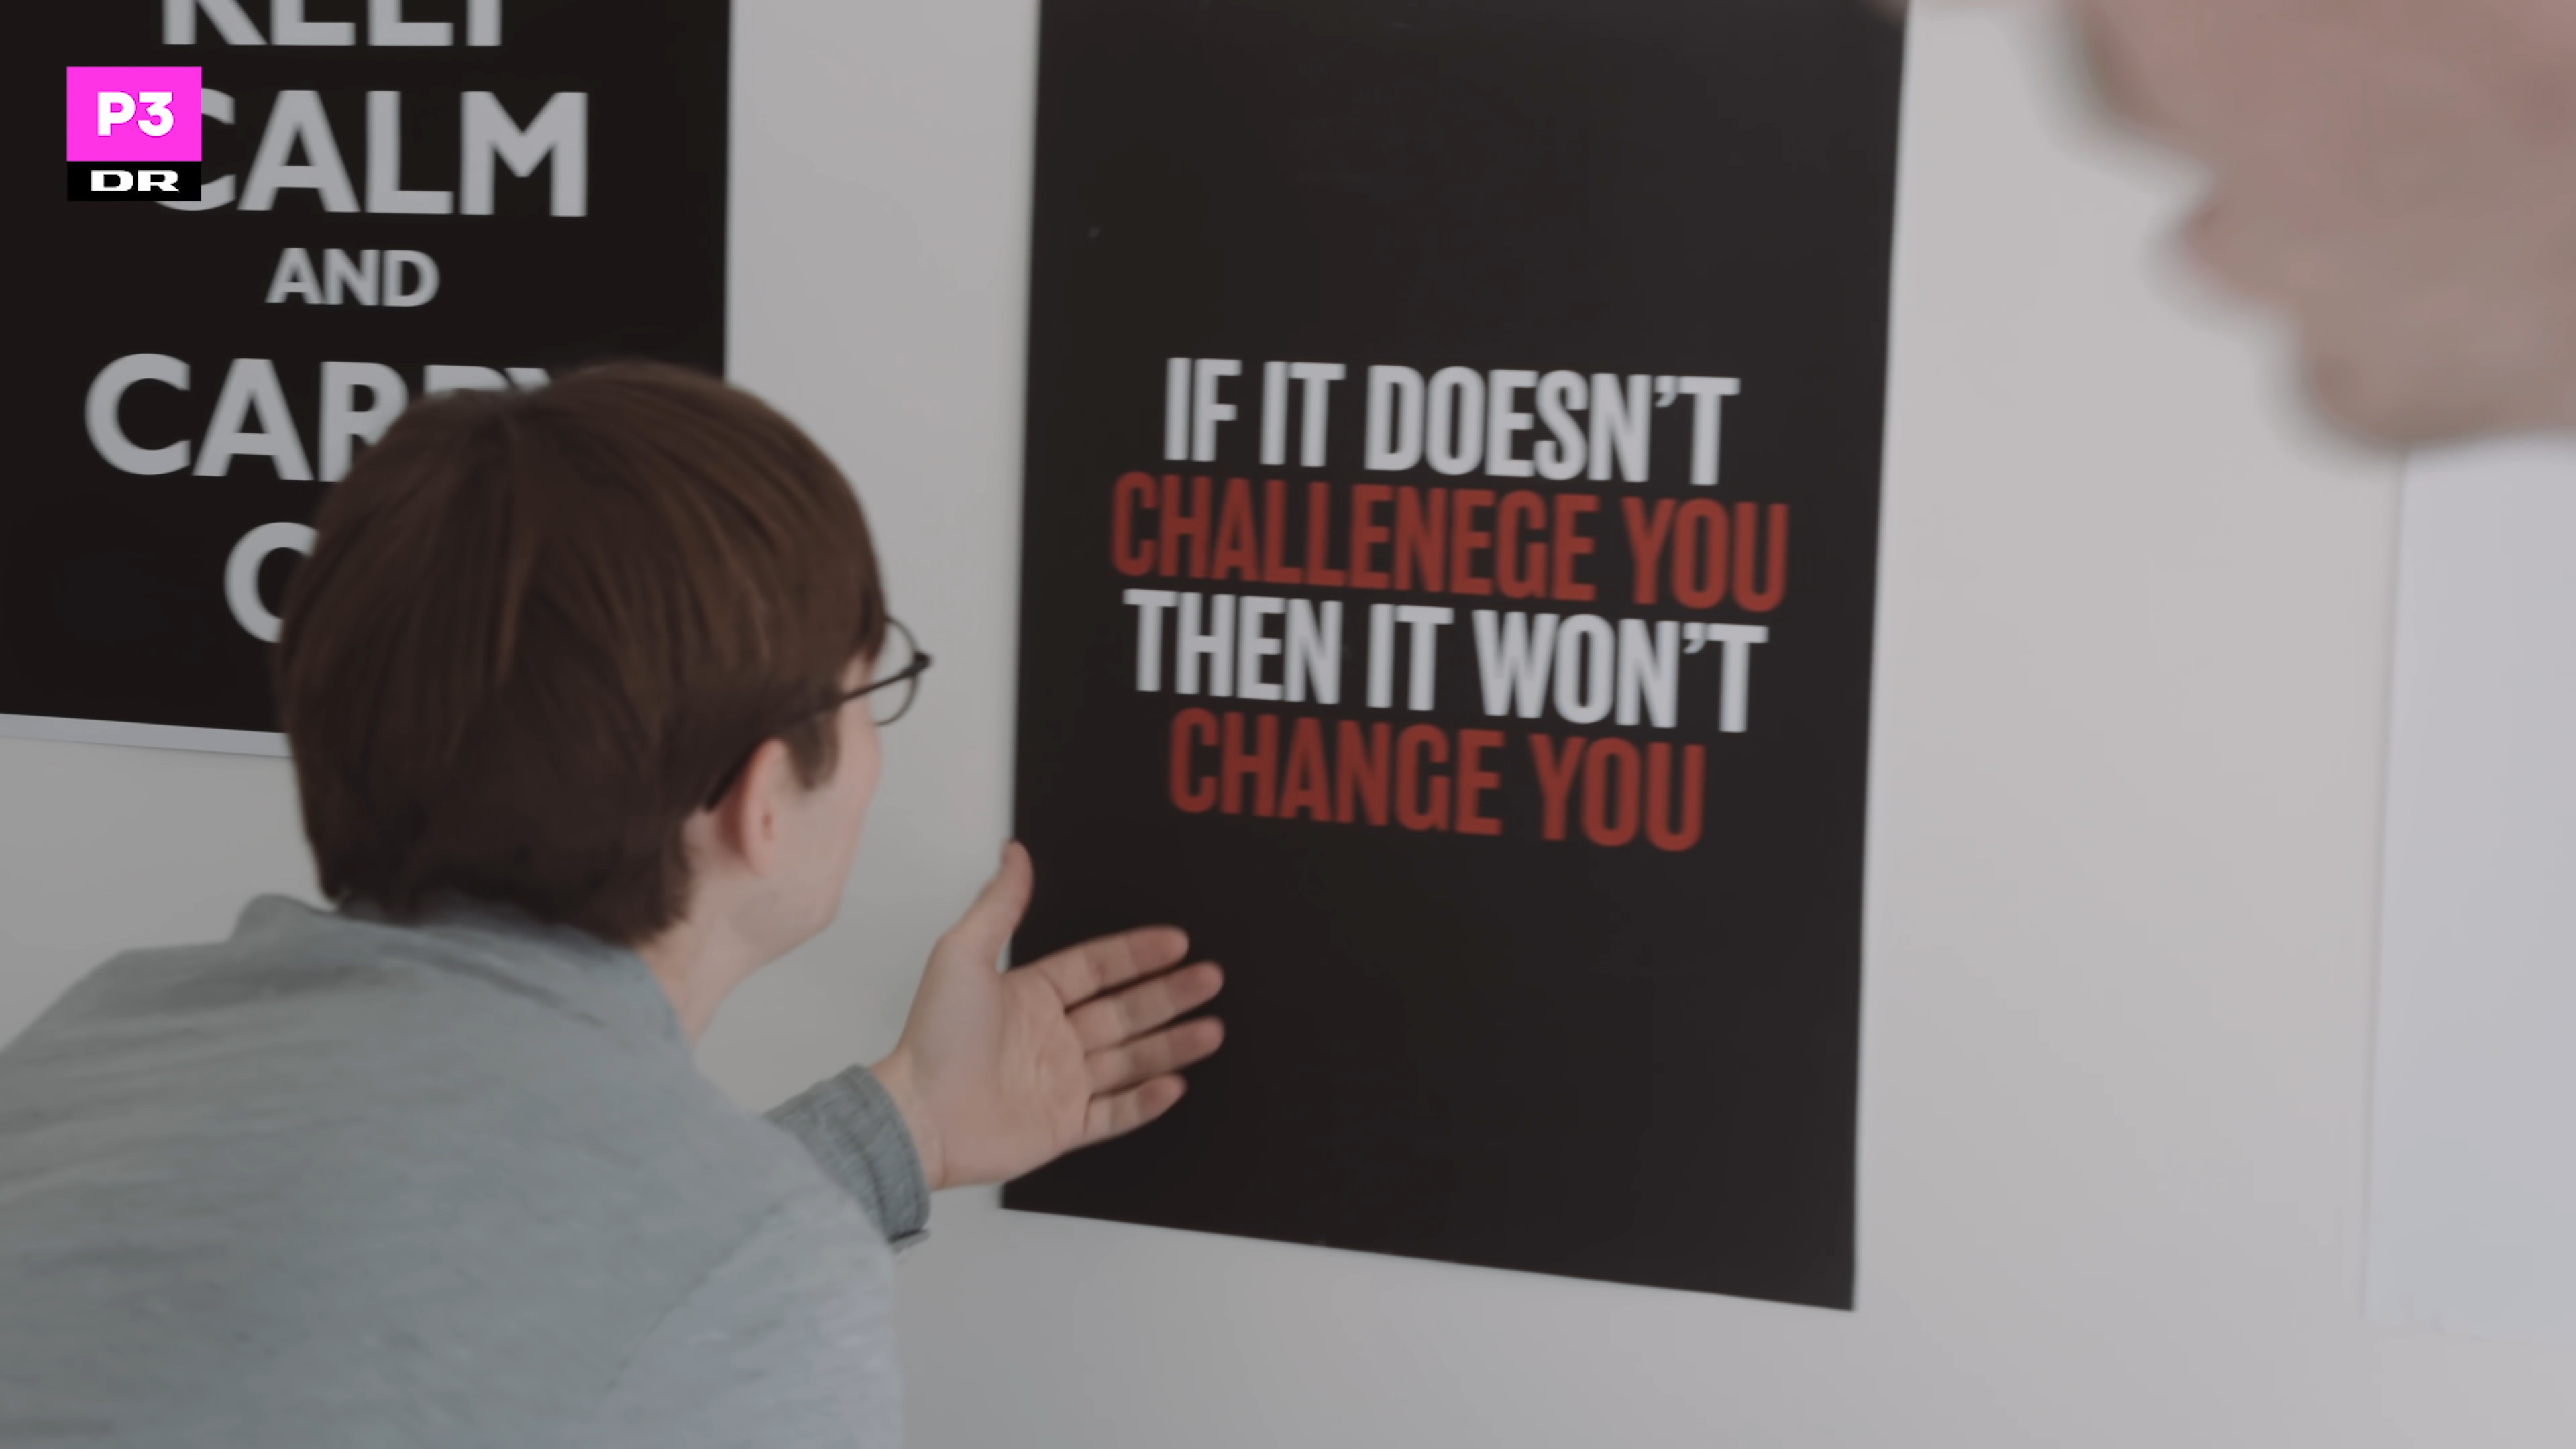 CALM
AND
P3
DR
IF IT DOESN'T
CHALLENEGE YOU
THEN IT WON'T
CHANGE YOU